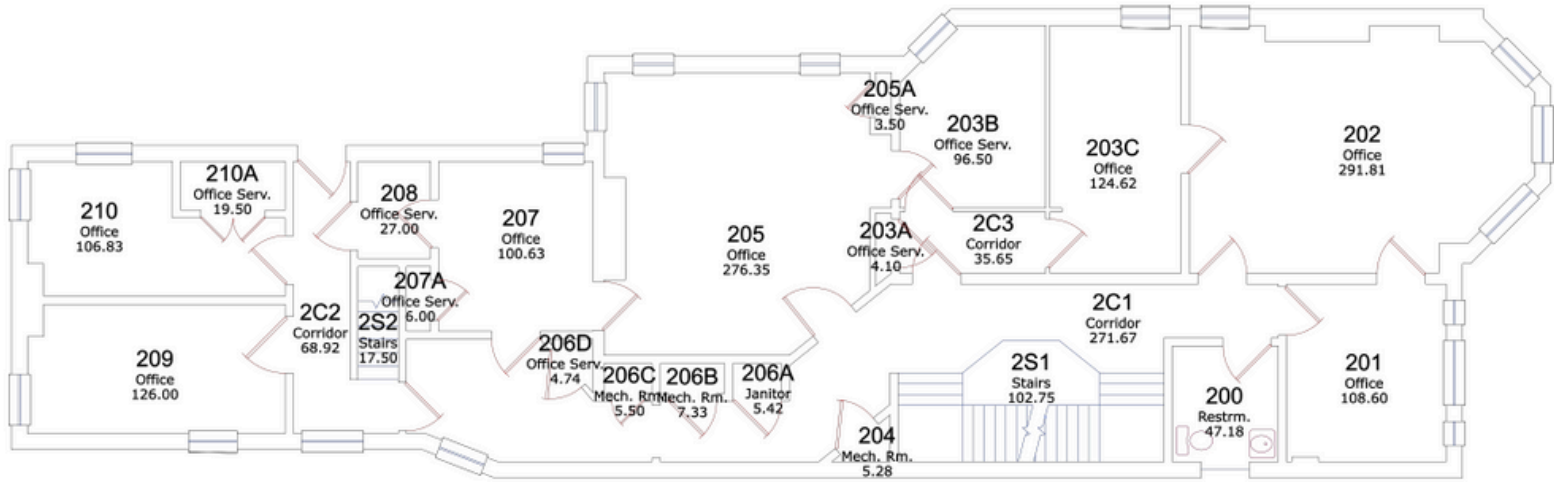 210
Office
106.83
210A
Office Serv.
19.50
209
Office
126.00
2C2
Corridor
68.92
208
Office Serv.
27.00
207A
Office Serv.
6.00
2S2
Stairs
17.50
207
Office
100.63
206D
Office Serv.
4.74
206C
Mech. Rm.
5.50
206B
Mech. Rm.
7.33
206A
Janitor
5.42
205
Office
276.35
205A
Office Serv.
3.50
203B
Office Serv.
96.50
203A
Office Serv.
4.10
2C3
Corridor
35.65
203C
Office
124.62
202
Office
291.81
2C1
Corridor
271.67
204
Mech. Rm.
5.28
2S1
Stairs
102.75
200
Restrm.
47.18
201
Office
108.60